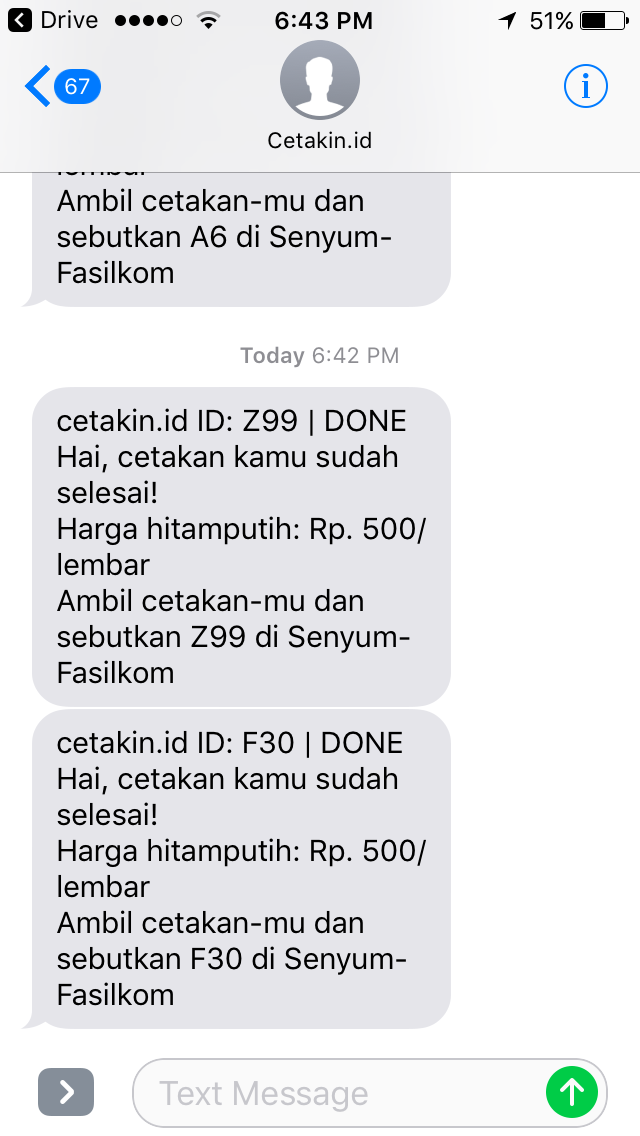 Drive 6:43 PM 51%
67
Cetakin.id
Ambil cetakan-mu dan
sebutkan A6 di Senyum-
Fasilkom
Today 6:42 PM
cetakin.id ID: Z99 | DONE
Hai, cetakan kamu sudah
selesai!
Harga hitamputih: Rp. 500/
lembar
Ambil cetakan-mu dan
sebutkan Z99 di Senyum-
Fasilkom
cetakin.id ID: F30 | DONE
Hai, cetakan kamu sudah
selesai!
Harga hitamputih: Rp. 500/
lembar
Ambil cetakan-mu dan
sebutkan F30 di Senyum-
Fasilkom
Text Message